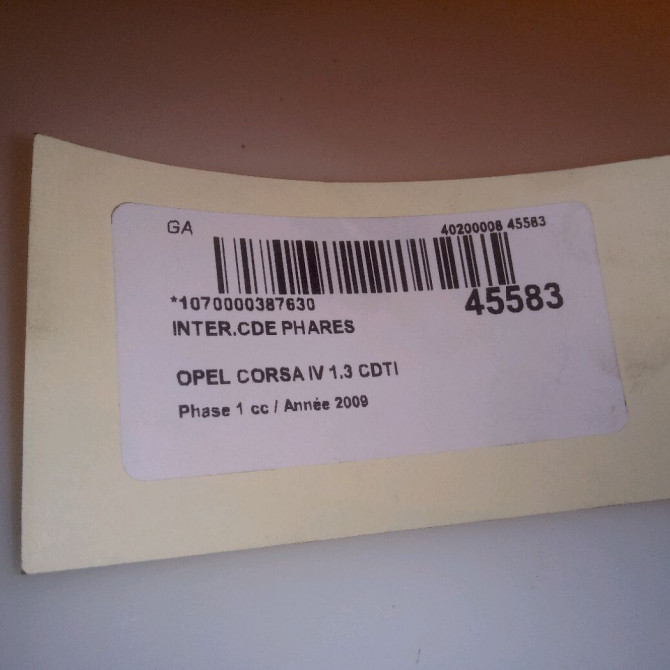 GA 40200008 45583
*1070000387630 45583
INTER.CDE PHARES
OPEL CORSA IV 1.3 CDTI
Phase 1 cc / Année 2009